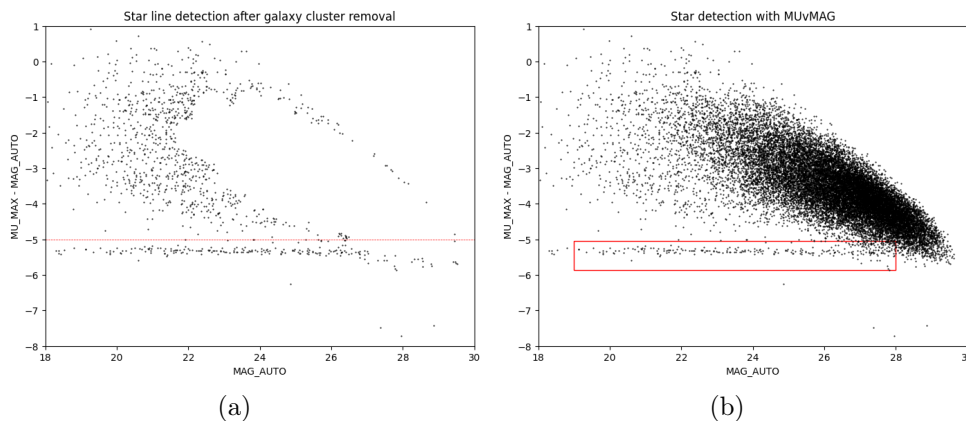 Star line detection after galaxy cluster removal
1
0
−1
−2
−3
−4
−5
−6
−7
−8
MU_MAX - MAG_AUTO
18 20 22 24 26 28 30
MAG_AUTO
(a)
Star detection with MUvMAG
1
0
−1
−2
−3
−4
−5
−6
−7
−8
MU_MAX - MAG_AUTO
18 20 22 24 26 28 30
MAG_AUTO
(b)